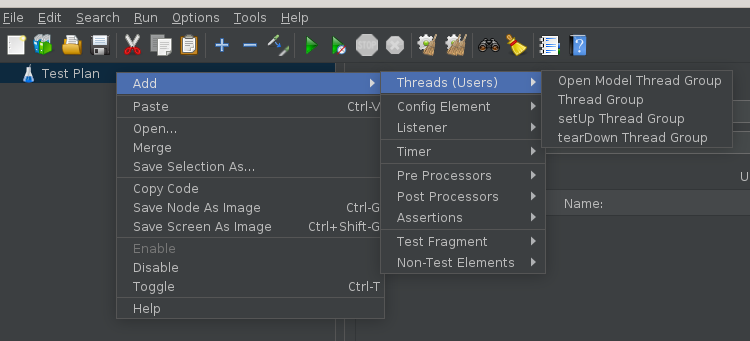 File Edit Search Run Options Tools Help
STOP
Test Plan
Add
Paste Ctrl-V
Open...
Merge
Save Selection As...
Copy Code
Save Node As Image Ctrl-G
Save Screen As Image Ctrl+Shift-G
Enable
Disable
Toggle Ctrl-T
Help
Threads (Users)
Config Element
Listener
Timer
Pre Processors
Post Processors
Assertions
Test Fragment
Non-Test Elements
Open Model Thread Group
Thread Group
setUp Thread Group
tearDown Thread Group
U
Name: